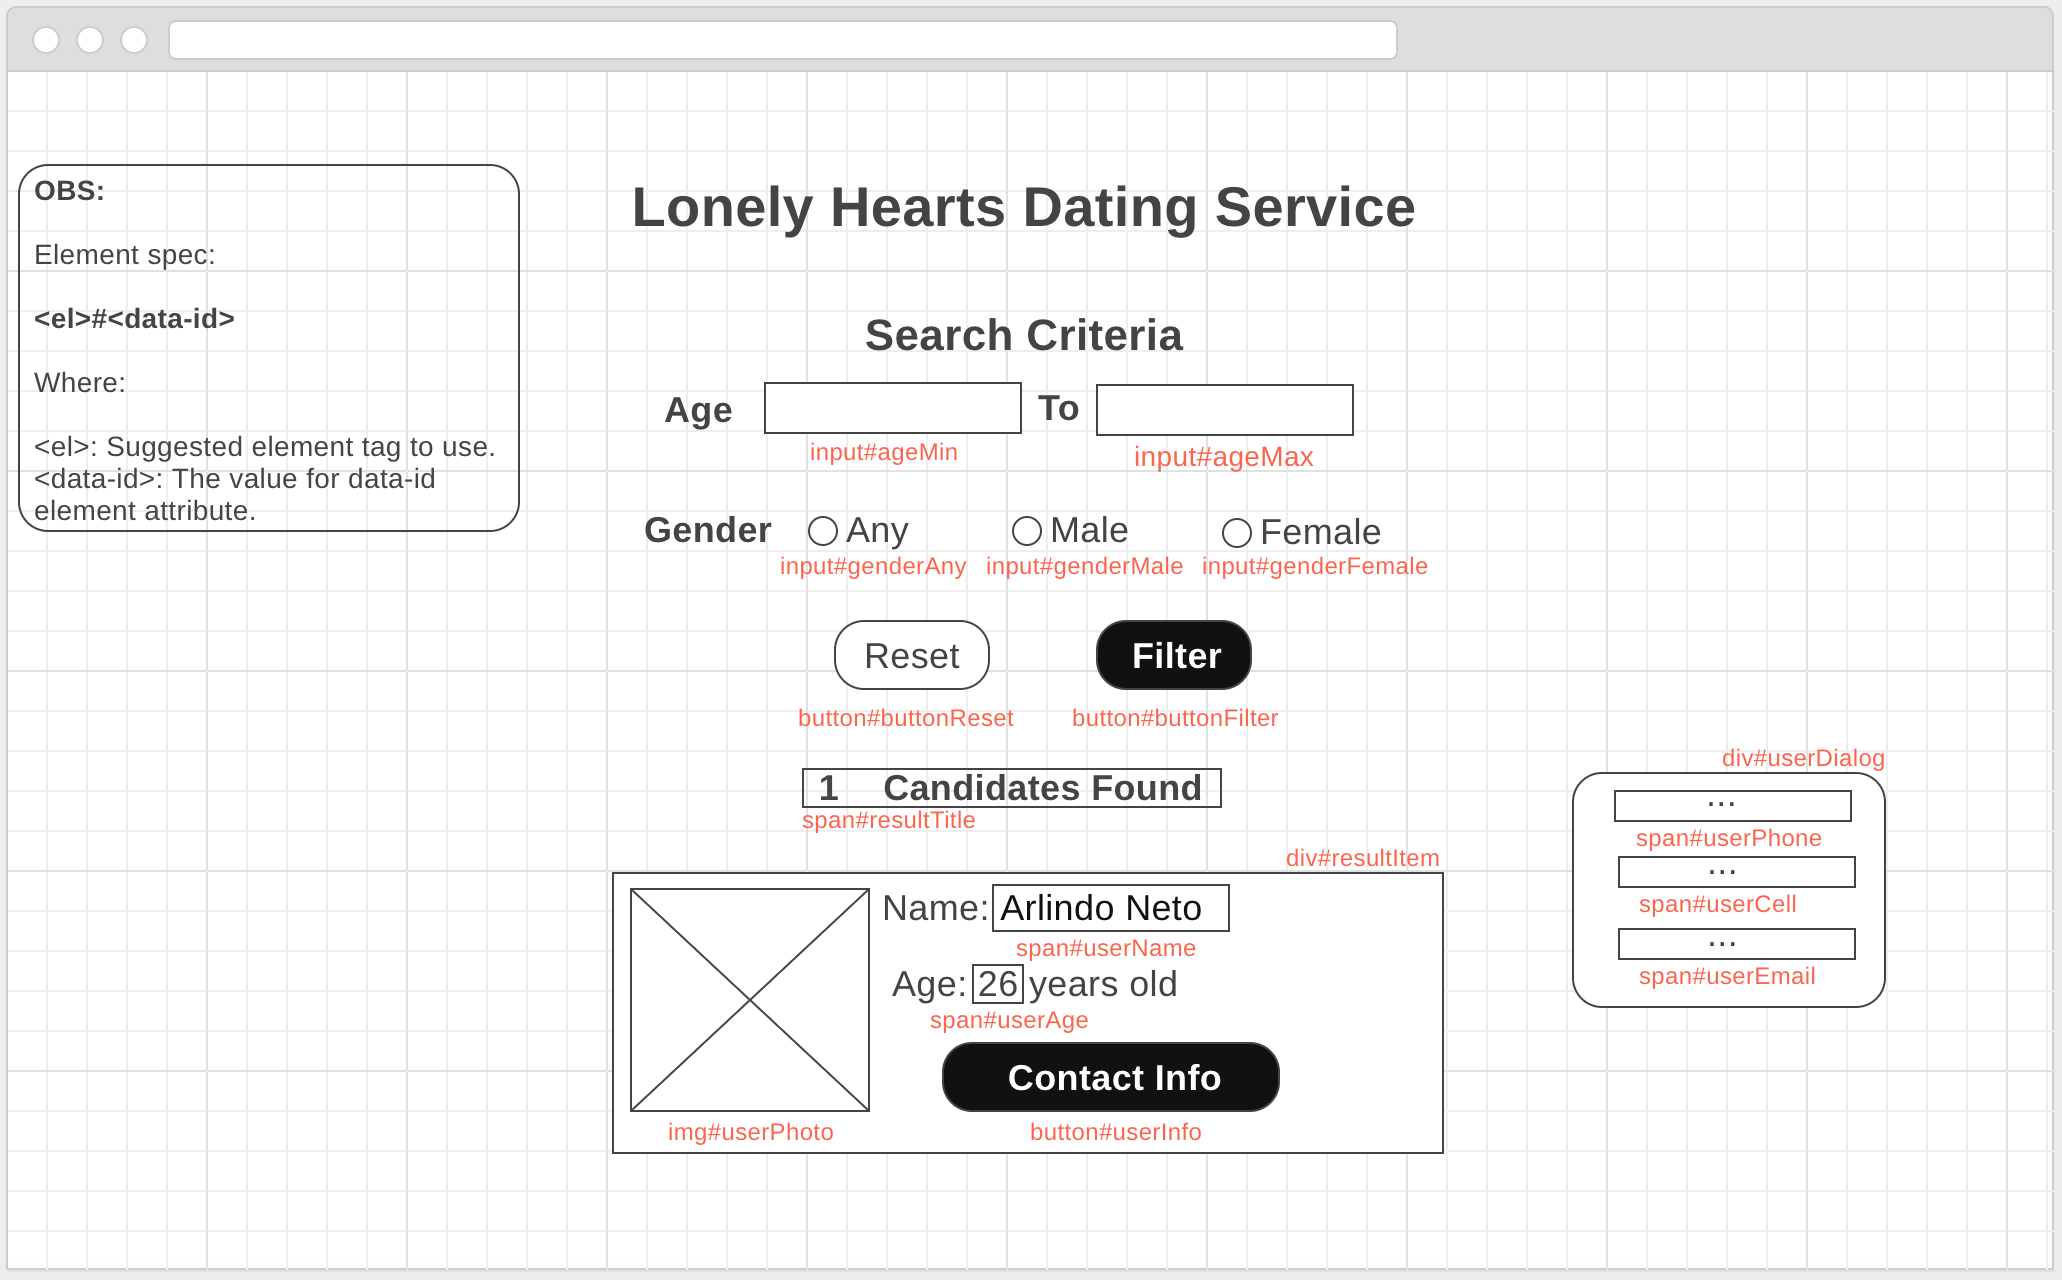 OBS:
Element spec:
<el>#<data-id>
Where:
<el>: Suggested element tag to use.
<data-id>: The value for data-id
element attribute.
Lonely Hearts Dating Service
Search Criteria
Age To
input#ageMin input#ageMax
Gender Any Male Female
input#genderAny input#genderMale input#genderFemale
Reset Filter
button#buttonReset button#buttonFilter
1 Candidates Found
span#resultTitle
div#resultItem
Name: Arlindo Neto
span#userName
Age: 26 years old
span#userAge
Contact Info
img#userPhoto button#userInfo
div#userDialog
...
span#userPhone
...
span#userCell
...
span#userEmail